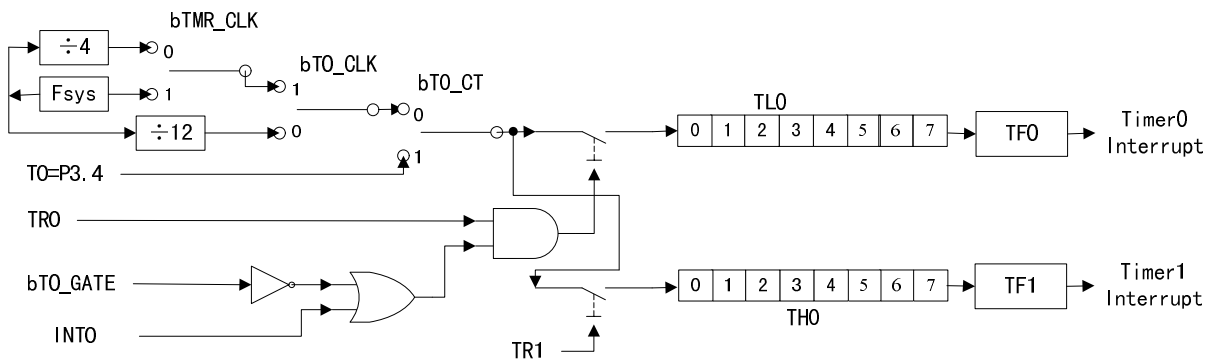 bTMR_CLK
÷4
0
bT0_CLK
bT0_CT
Fsys
1
1
0
÷12
0
1
T0=P3.4
TL0
0 1 2 3 4 5 6 7
TF0
Timer0
Interrupt
TR0
bT0_GATE
INT0
TR1
0 1 2 3 4 5 6 7
TH0
TF1
Timer1
Interrupt